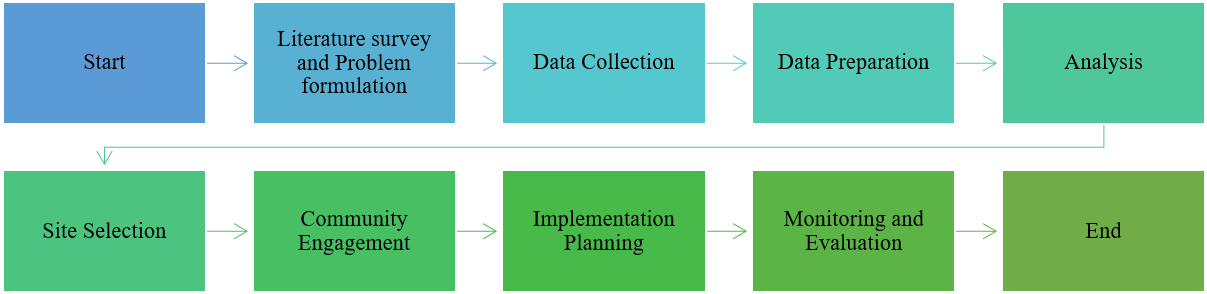 Start
Literature survey
and Problem
formulation
Data Collection
Data Preparation
Analysis
Site Selection
Community
Engagement
Implementation
Planning
Monitoring and
Evaluation
End